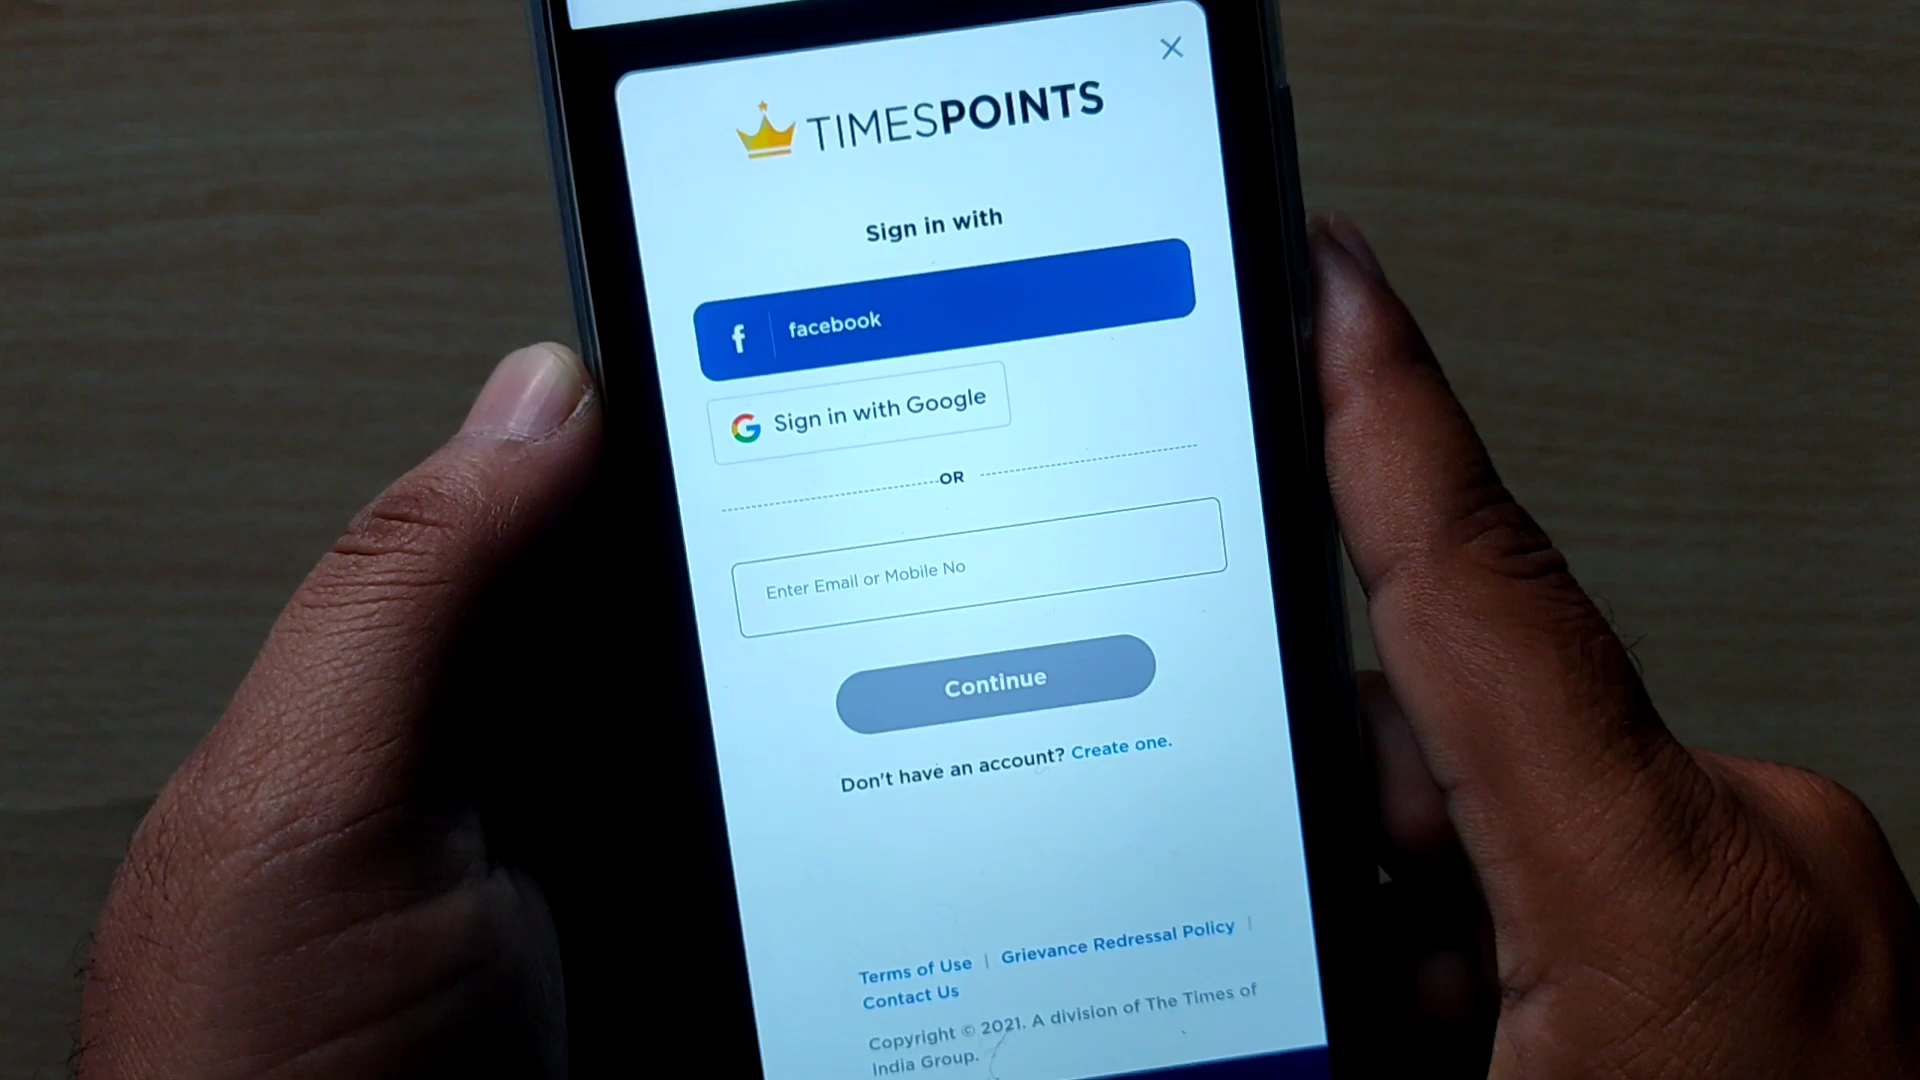 TIMESPOINTS
Sign in with
f facebook
G Sign in with Google
OR
Enter Email or Mobile No
Continue
Don't have an account? Create one.
Terms of Use | Grievance Redressal Policy |
Contact Us
Copyright © 2021. A division of The Times of
India Group.